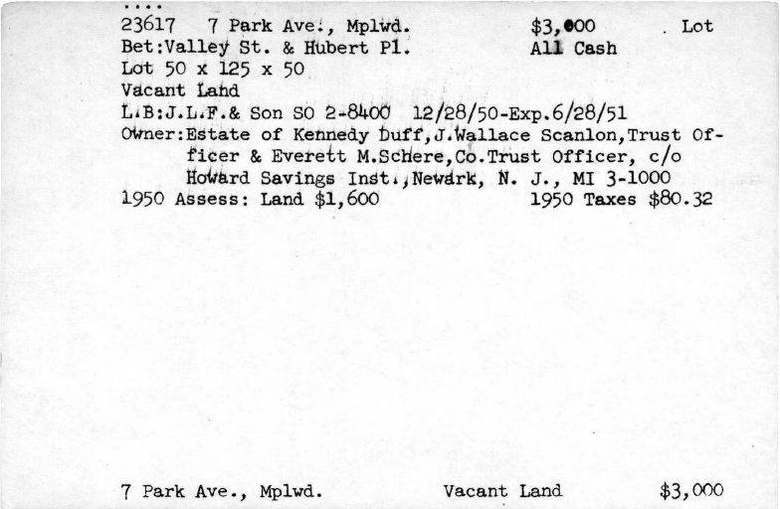 23617 7 Park Ave., Mplwd. $3,000 Lot
Bet:Valley St. & Hubert Pl. All Cash
Lot 50 x 125 x 50
Vacant Land
L.B:J.L.F.& Son SO 2-8400 12/28/50-Exp.6/28/51
Owner:Estate of Kennedy Duff,J.Wallace Scanlon,Trust Of-
ficer & Everett M.Schere,Co.Trust Officer, c/o
Howard Savings Inst.,Newark, N. J., MI 3-1000
1950 Assess: Land $1,600 1950 Taxes $80.32
7 Park Ave., Mplwd. Vacant Land $3,000